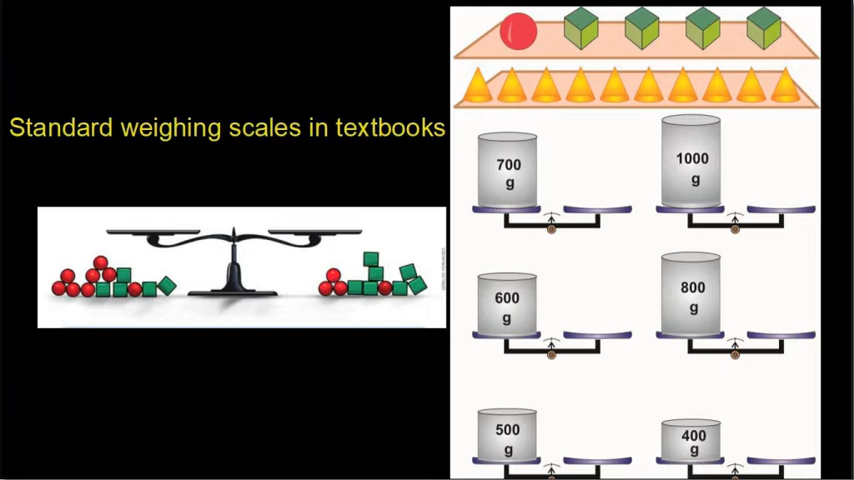 Standard weighing scales in textbooks
700
g
1000
g
600
g
800
g
500
g
400
g